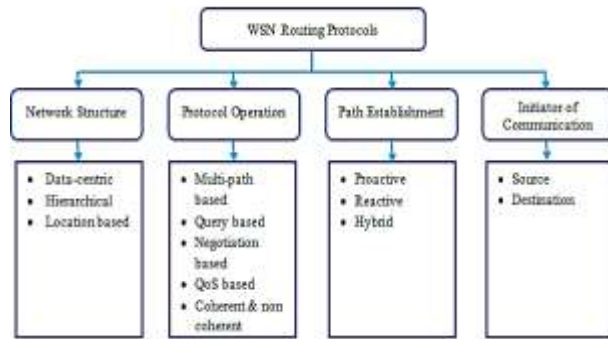 WSN Routing Protocols
Network Structure
Protocol Operation
Path Establishment
Initiator of
Communication
• Data-centric
• Hierarchical
• Location based
• Multi-path
based
• Query based
• Negotiation
based
• QoS based
• Coherent & non
coherent
• Proactive
• Reactive
• Hybrid
• Source
• Destination